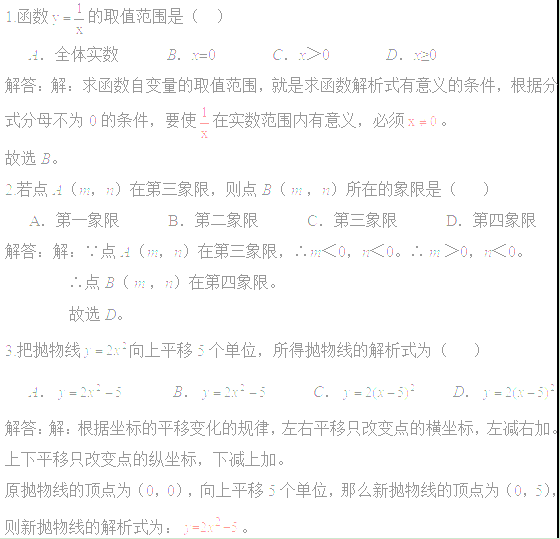 1.函数 y=1/x 的取值范围是（ ）
A．全体实数 B．x=0 C．x＞0 D．x≥0
解答：解：求函数自变量的取值范围，就是求函数解析式有意义的条件，根据分
式分母不为 0 的条件，要使 1/x 在实数范围内有意义，必须 x≠0 。
故选 B。
2.若点 A（m，n）在第三象限，则点 B（ m ，n）所在的象限是（ ）
A．第一象限 B．第二象限 C．第三象限 D．第四象限
解答：解：∵点 A（m，n）在第三象限，∴m＜0，n＜0。∴ m ＞0，n＜0。
∴点 B（ m ，n）在第四象限。
故选 D。
3.把抛物线 y = 2x² 向上平移 5 个单位，所得抛物线的解析式为（ ）
A．y = 2x² - 5 B．y = 2x² - 5 C．y = 2(x-5)² D．y = 2(x-5)²
解答：解：根据坐标的平移变化的规律，左右平移只改变点的横坐标，左减右加。
上下平移只改变点的纵坐标，下减上加。
原抛物线的顶点为（0，0），向上平移 5 个单位，那么新抛物线的顶点为（0，5），
则新抛物线的解析式为：y=2x²-5 。